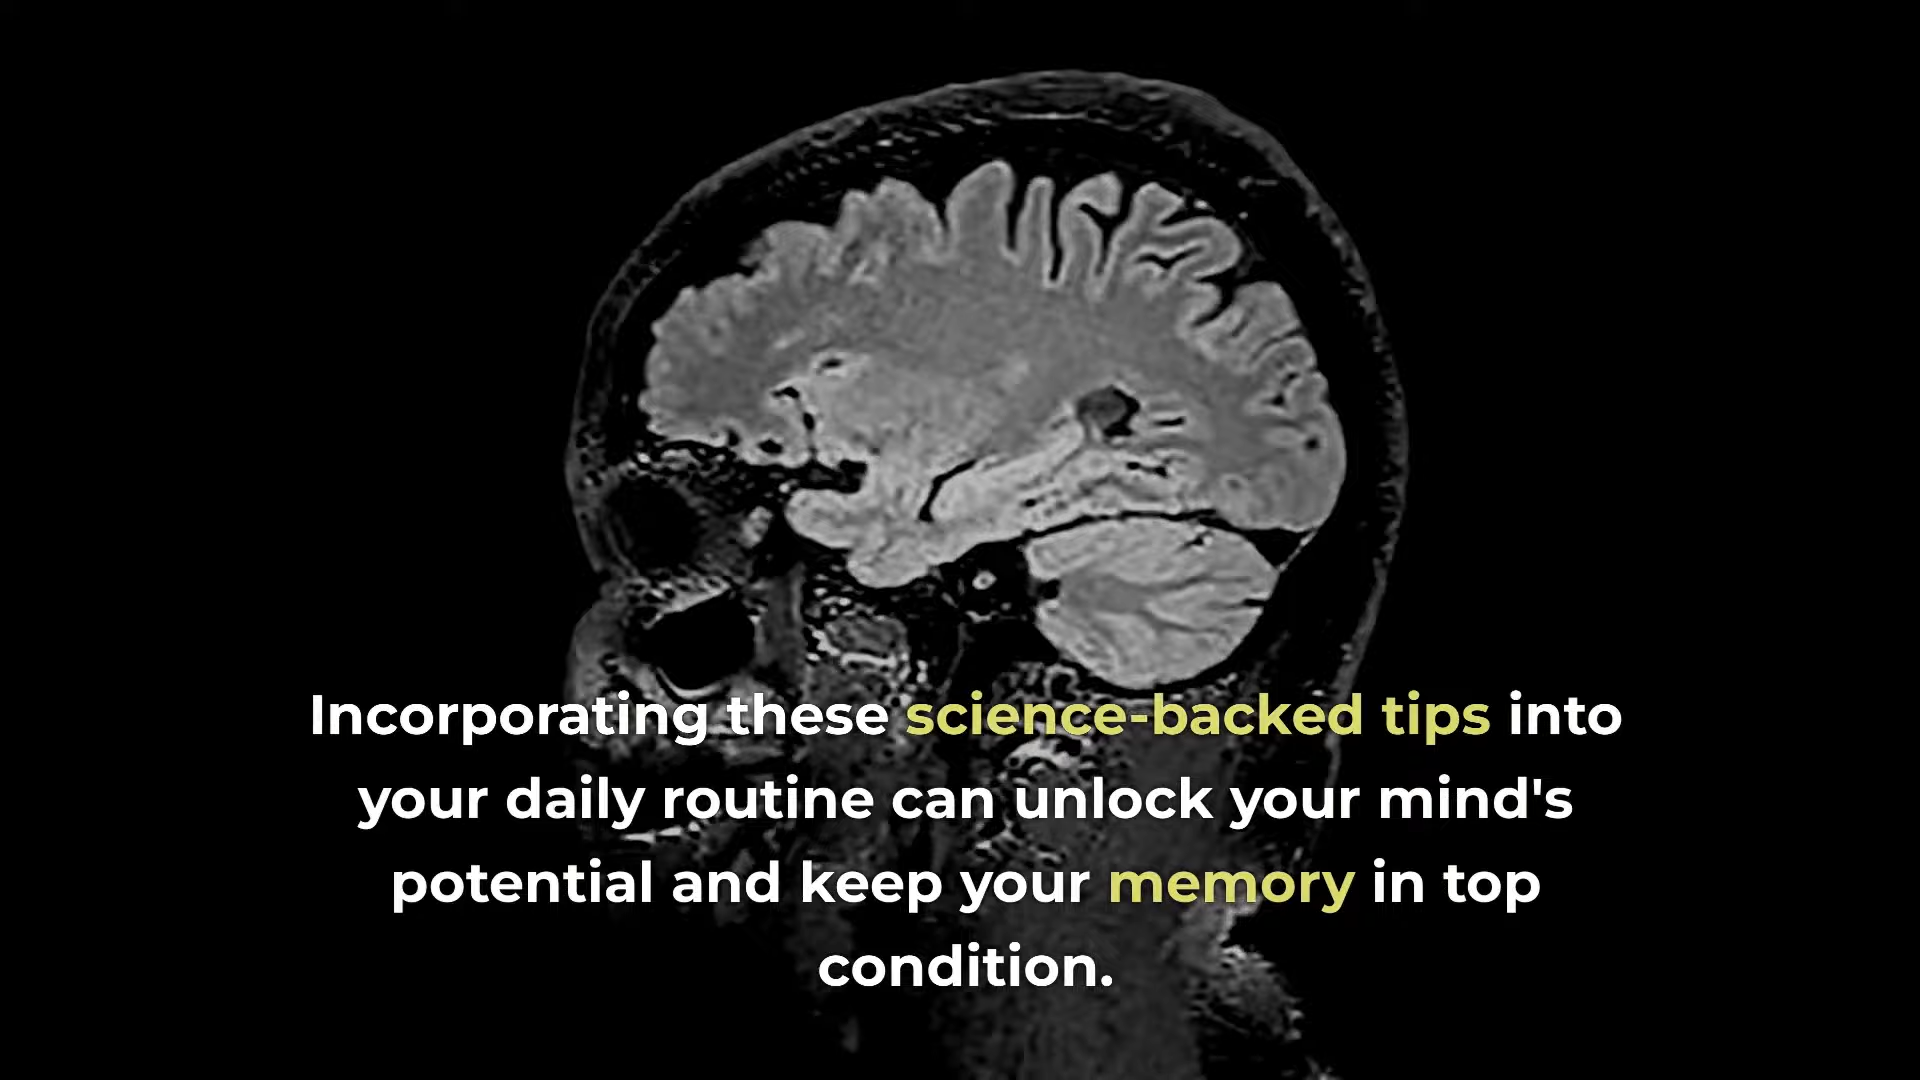 Incorporating these science-backed tips into
your daily routine can unlock your mind's
potential and keep your memory in top
condition.